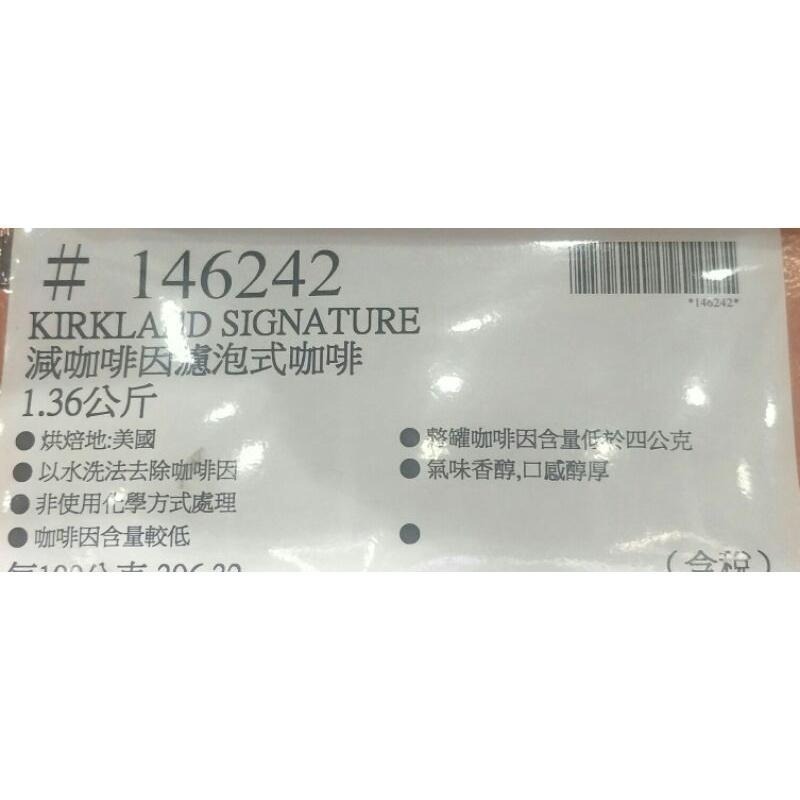 # 146242
*146242*
KIRKLAND SIGNATURE
減咖啡因濾泡式咖啡
1.36公斤
● 烘焙地:美國
● 以水洗法去除咖啡因
● 非使用化學方式處理
● 咖啡因含量較低
● 整罐咖啡因含量低於四公克
● 氣味香醇,口感醇厚
●
(含稅)